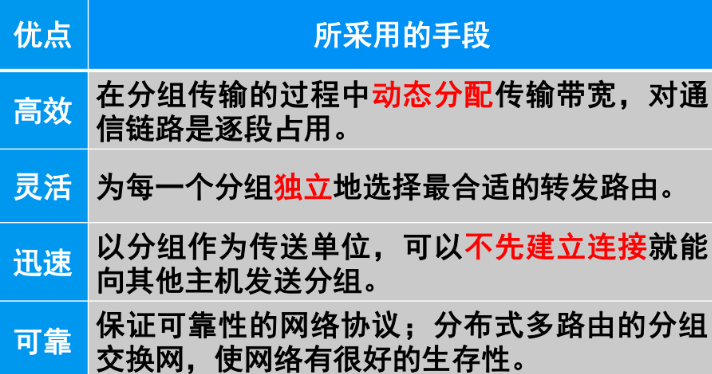 优点 所采用的手段
高效 在分组传输的过程中动态分配传输带宽，对通
信链路是逐段占用。
灵活 为每一个分组独立地选择最合适的转发路由。
迅速 以分组作为传送单位，可以不先建立连接就能
向其他主机发送分组。
可靠 保证可靠性的网络协议；分布式多路由的分组
交换网，使网络有很好的生存性。